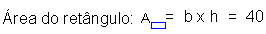 Área do retângulo: A = b x h = 40